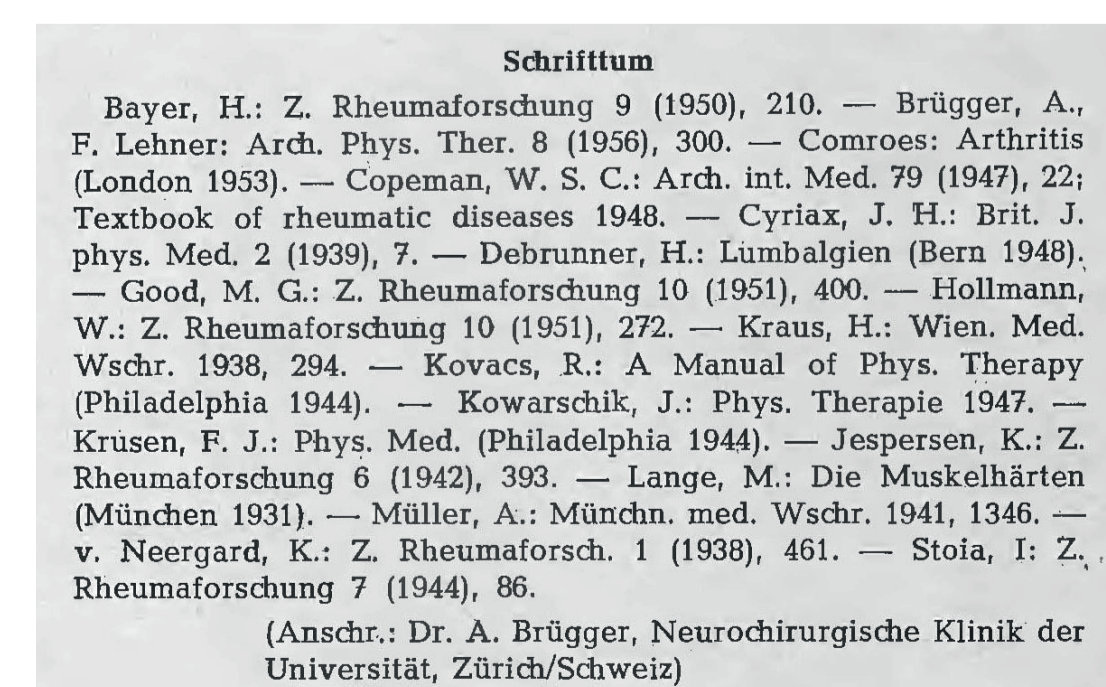 Schrifttum
Bayer, H.: Z. Rheumaforschung 9 (1950), 210. — Brügger, A.,
F. Lehner: Arch. Phys. Ther. 8 (1956), 300. — Comroes: Arthritis
(London 1953). — Copeman, W. S. C.: Arch. int. Med. 79 (1947), 22;
Textbook of rheumatic diseases 1948. — Cyriax, J. H.: Brit. J.
phys. Med. 2 (1939), 7. — Debrunner, H.: Lumbalgien (Bern 1948).
— Good, M. G.: Z. Rheumaforschung 10 (1951), 400. — Hollmann,
W.: Z. Rheumaforschung 10 (1951), 272. — Kraus, H.: Wien. Med.
Wschr. 1938, 294. — Kovacs, R.: A Manual of Phys. Therapy
(Philadelphia 1944). — Kowarschik, J.: Phys. Therapie 1947. —
Krusen, F. J.: Phys. Med. (Philadelphia 1944). — Jespersen, K.: Z.
Rheumaforschung 6 (1942), 393. — Lange, M.: Die Muskelhärten
(München 1931). — Müller, A.: Münchn. med. Wschr. 1941, 1346. —
v. Neergard, K.: Z. Rheumaforsch. 1 (1938), 461. — Stoia, I: Z.
Rheumaforschung 7 (1944), 86.
(Anschr.: Dr. A. Brügger, Neurochirurgische Klinik der
Universität, Zürich/Schweiz)